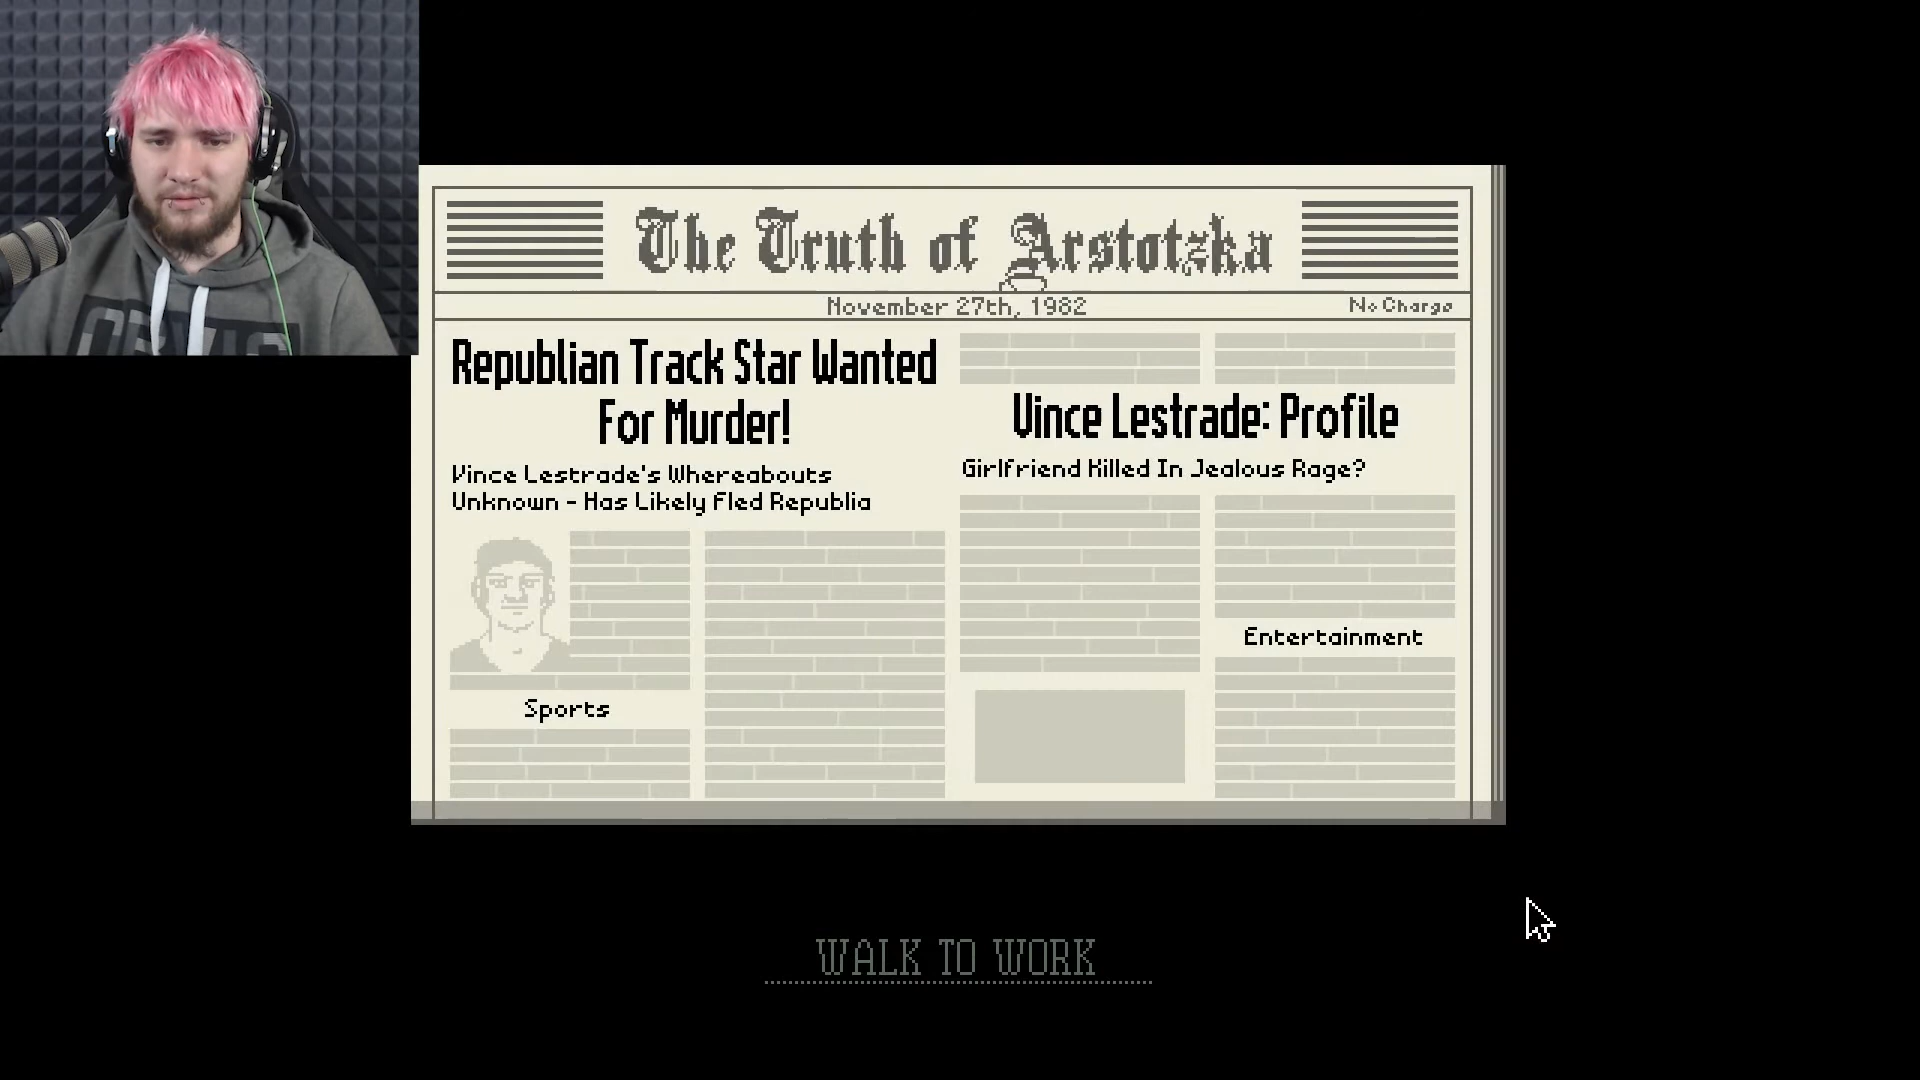 The Truth of Arstotzka
November 27th, 1982
No Charge
Republian Track Star Wanted
For Murder!
Vince Lestrade's Whereabouts
Unknown - Has Likely Fled Republia
Sports
Vince Lestrade: Profile
Girlfriend Killed In Jealous Rage?
Entertainment
WALK TO WORK